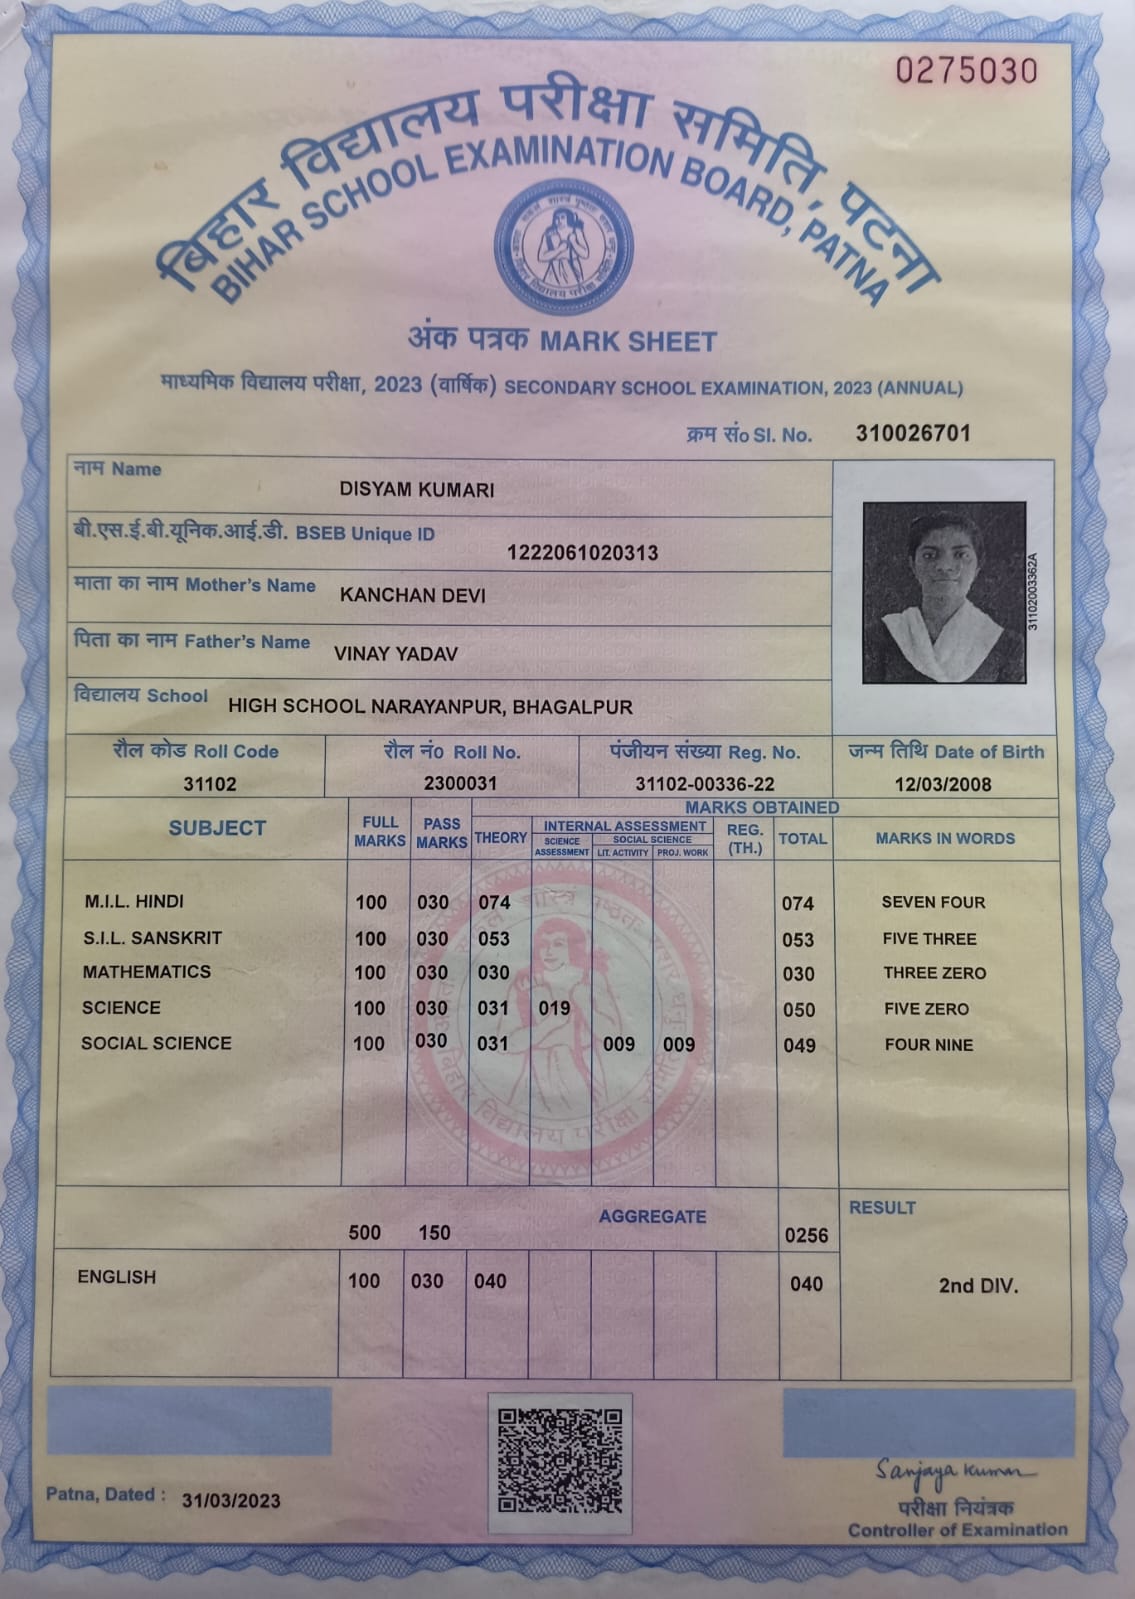 0275030
बिहार विद्यालय परीक्षा समिति, पटना
BIHAR SCHOOL EXAMINATION BOARD, PATNA
अंक पत्रक MARK SHEET
माध्यमिक विद्यालय परीक्षा, 2023 (वार्षिक) SECONDARY SCHOOL EXAMINATION, 2023 (ANNUAL)
क्रम सं० Sl. No. 310026701
नाम Name DISYAM KUMARI
बी.एस.ई.बी.यूनिक.आई.डी. BSEB Unique ID 1222061020313
माता का नाम Mother's Name KANCHAN DEVI
पिता का नाम Father's Name VINAY YADAV
विद्यालय School HIGH SCHOOL NARAYANPUR, BHAGALPUR
31102003362A
रौल कोड Roll Code रौल नं० Roll No. पंजीयन संख्या Reg. No. जन्म तिथि Date of Birth
31102 2300031 31102-00336-22 12/03/2008
MARKS OBTAINED
SUBJECT FULL MARKS PASS MARKS THEORY INTERNAL ASSESSMENT REG. (TH.) TOTAL MARKS IN WORDS
SCIENCE ASSESSMENT SOCIAL SCIENCE
LIT. ACTIVITY PROJ. WORK
M.I.L. HINDI 100 030 074 074 SEVEN FOUR
S.I.L. SANSKRIT 100 030 053 053 FIVE THREE
MATHEMATICS 100 030 030 030 THREE ZERO
SCIENCE 100 030 031 019 050 FIVE ZERO
SOCIAL SCIENCE 100 030 031 009 009 049 FOUR NINE
बिहार विद्यालय परीक्षा समिति
500 150 AGGREGATE 0256 RESULT
ENGLISH 100 030 040 040 2nd DIV.
Patna, Dated : 31/03/2023
Sanjaya Kumar
परीक्षा नियंत्रक
Controller of Examination